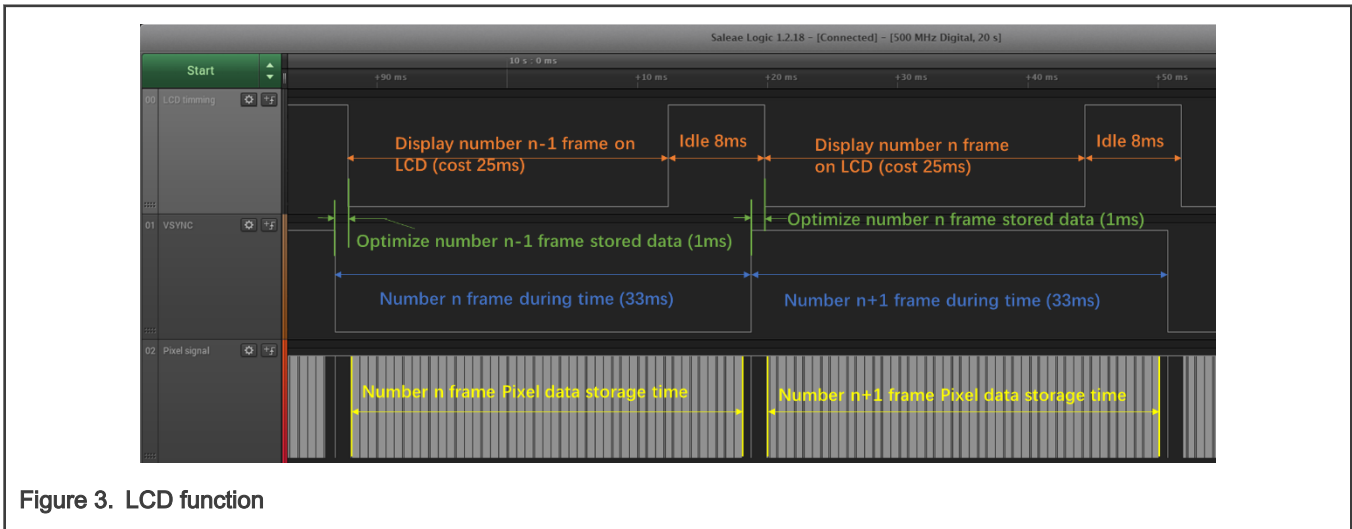 Saleae Logic 1.2.18 - [Connected] - [500 MHz Digital, 20 s]
Start
10 s : 0 ms
+90 ms
+10 ms
+20 ms
+30 ms
+40 ms
+50 ms
00 LCD timming
Display number n-1 frame on
LCD (cost 25ms)
Idle 8ms
Display number n frame
on LCD (cost 25ms)
Idle 8ms
01 VSYNC
Optimize number n frame stored data (1ms)
Optimize number n-1 frame stored data (1ms)
Number n frame during time (33ms)
Number n+1 frame during time (33ms)
02 Pixel signal
Number n frame Pixel data storage time
Number n+1 frame Pixel data storage time
Figure 3. LCD function